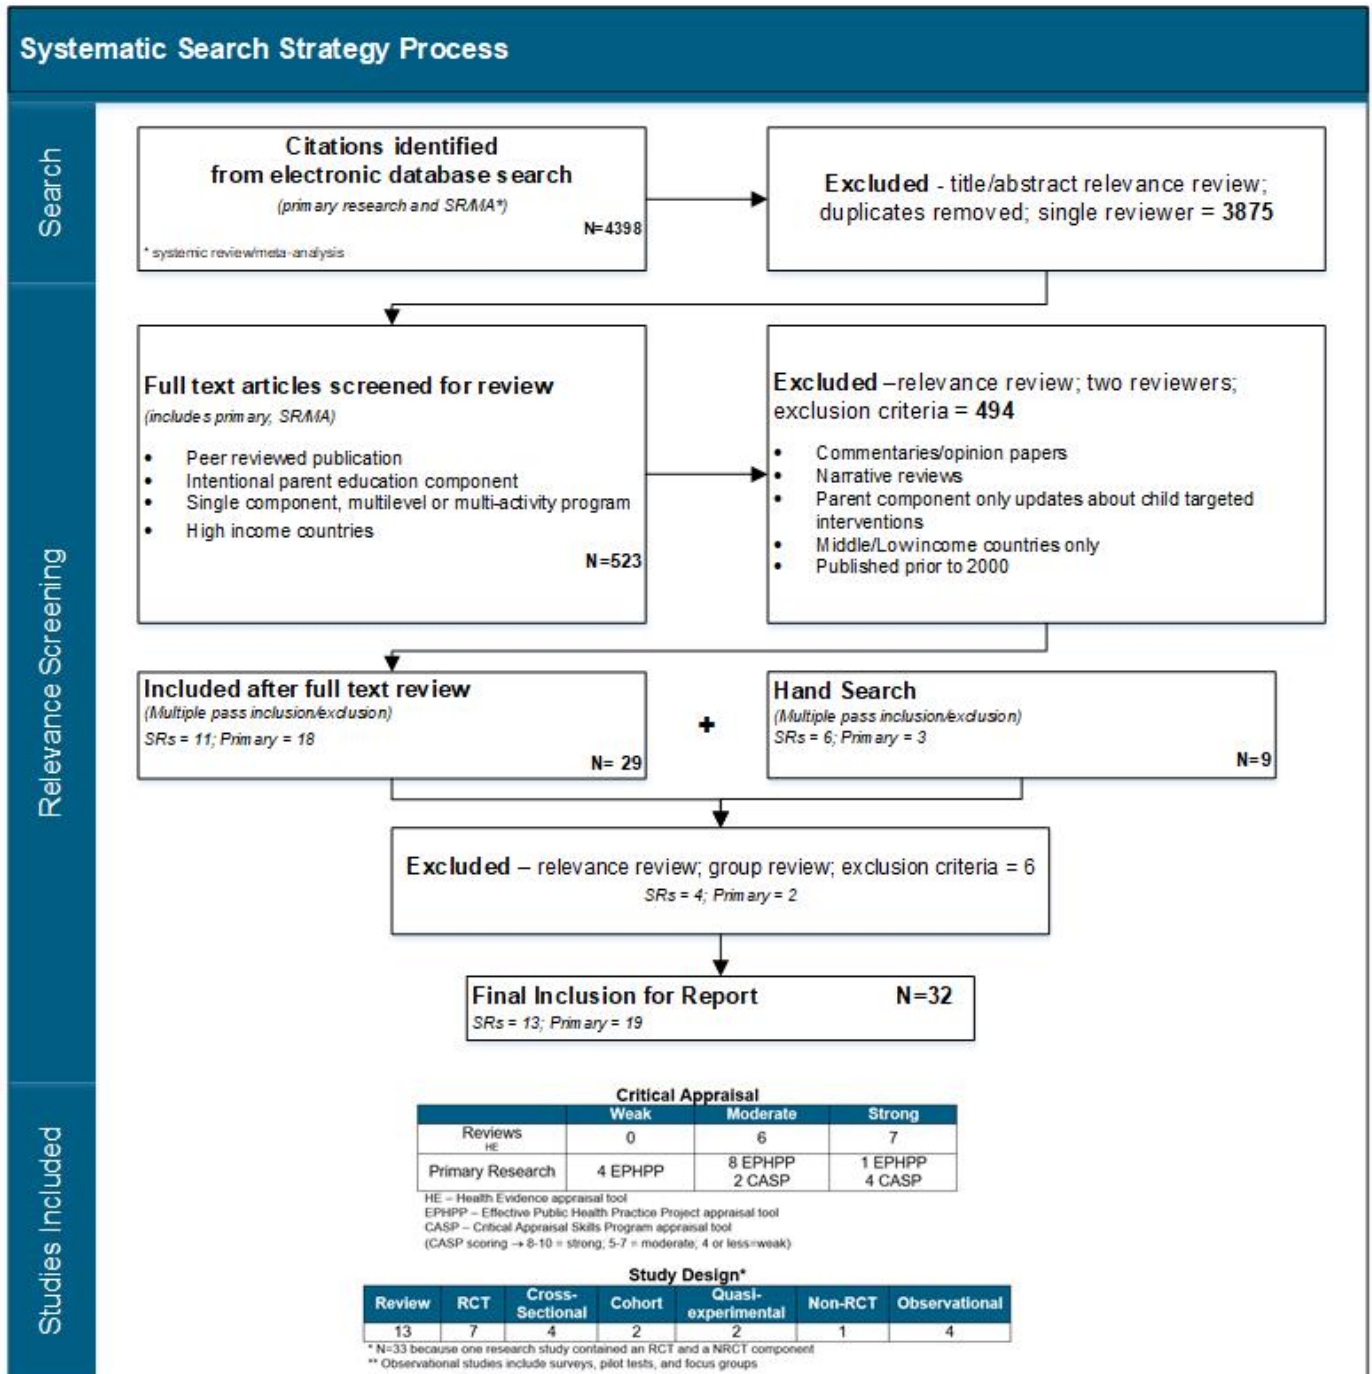 Systematic Search Strategy Process
Search
Citations identified
from electronic database search
(primary research and SR/MA*)
N=4398
* systemic review/meta-analysis
Excluded - title/abstract relevance review;
duplicates removed; single reviewer = 3875
Relevance Screening
Full text articles screened for review
(includes primary, SR/MA)
• Peer reviewed publication
• Intentional parent education component
• Single component, multilevel or multi-activity program
• High income countries
N=523
Excluded –relevance review; two reviewers;
exclusion criteria = 494
• Commentaries/opinion papers
• Narrative reviews
• Parent component only updates about child targeted
interventions
• Middle/Low income countries only
• Published prior to 2000
Included after full text review
(Multiple pass inclusion/exclusion)
SRs = 11; Primary = 18
N= 29
+
Hand Search
(Multiple pass inclusion/exclusion)
SRs = 6; Primary = 3
N=9
Excluded – relevance review; group review; exclusion criteria = 6
SRs = 4; Primary = 2
Final Inclusion for Report N=32
SRs = 13; Primary = 19
Studies Included
Critical Appraisal
Weak Moderate Strong
Reviews 0 6 7
HE
Primary Research 4 EPHPP 8 EPHPP 1 EPHPP
2 CASP 4 CASP
HE – Health Evidence appraisal tool
EPHPP – Effective Public Health Practice Project appraisal tool
CASP – Critical Appraisal Skills Program appraisal tool
(CASP scoring → 8-10 = strong; 5-7 = moderate; 4 or less=weak)
Study Design*
Review RCT Cross-Sectional Cohort Quasi-experimental Non-RCT Observational
13 7 4 2 2 1 4
* N=33 because one research study contained an RCT and a NRCT component
** Observational studies include surveys, pilot tests, and focus groups